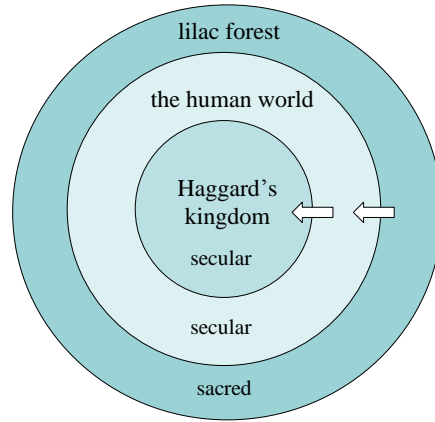 lilac forest
the human world
Haggard’s
kingdom
secular
secular
sacred